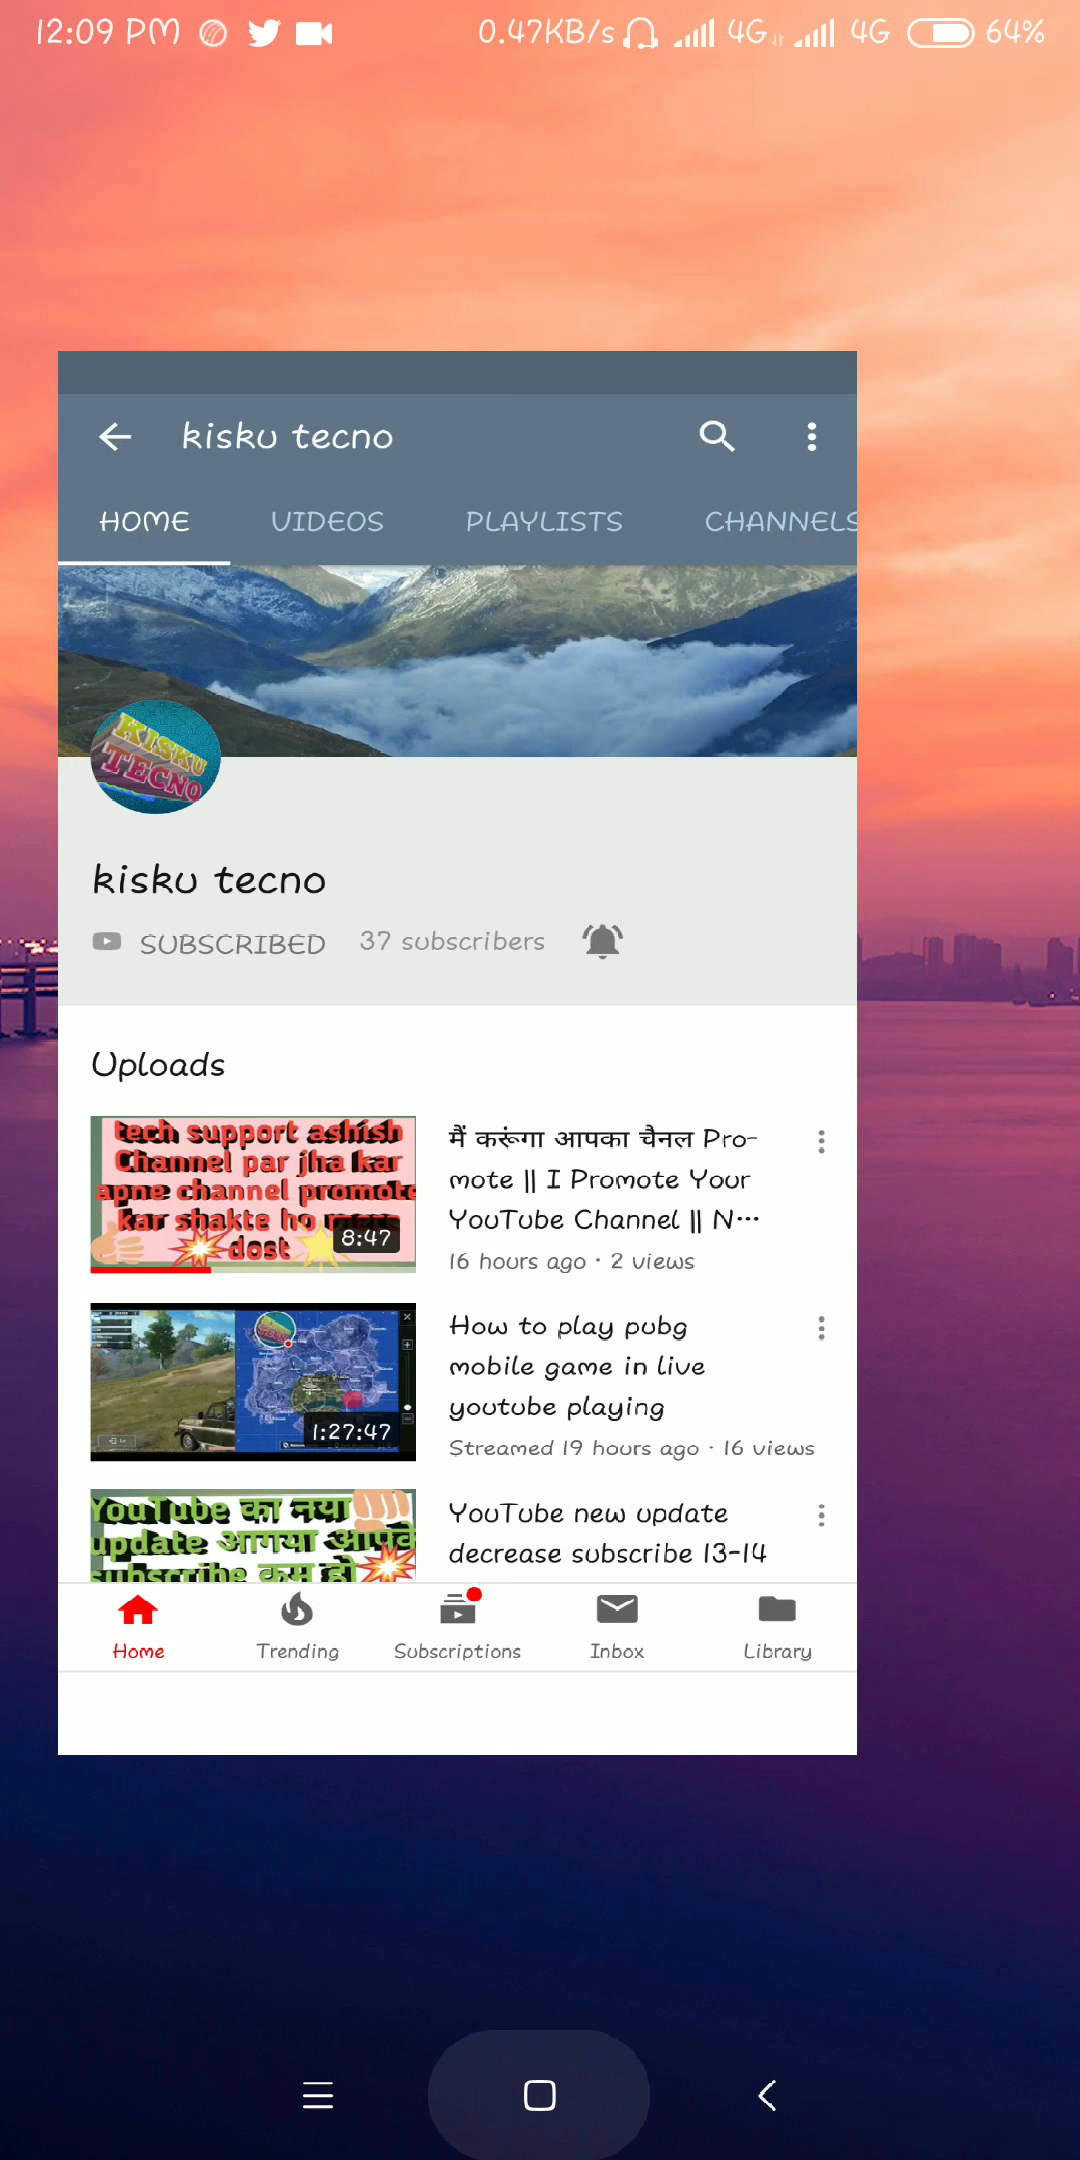 12:09 PM 0.47KB/s 4G 4G 64%
kisku tecno
HOME VIDEOS PLAYLISTS CHANNELS
KISKU
TECNO
kisku tecno
SUBSCRIBED 37 subscribers
Uploads
tech support ashish
Channel par jha kar
apne channel promote
kar shakte ho mere
dost
8:47
मैं करूंगा आपका चैनल Pro-
mote || I Promote Your
YouTube Channel || N...
16 hours ago · 2 views
1:27:47
How to play pubg
mobile game in live
youtube playing
Streamed 19 hours ago · 16 views
YouTube का नया
update आगया आपके
subscribe कम हो
YouTube new update
decrease subscribe 13-14
Home Trending Subscriptions Inbox Library